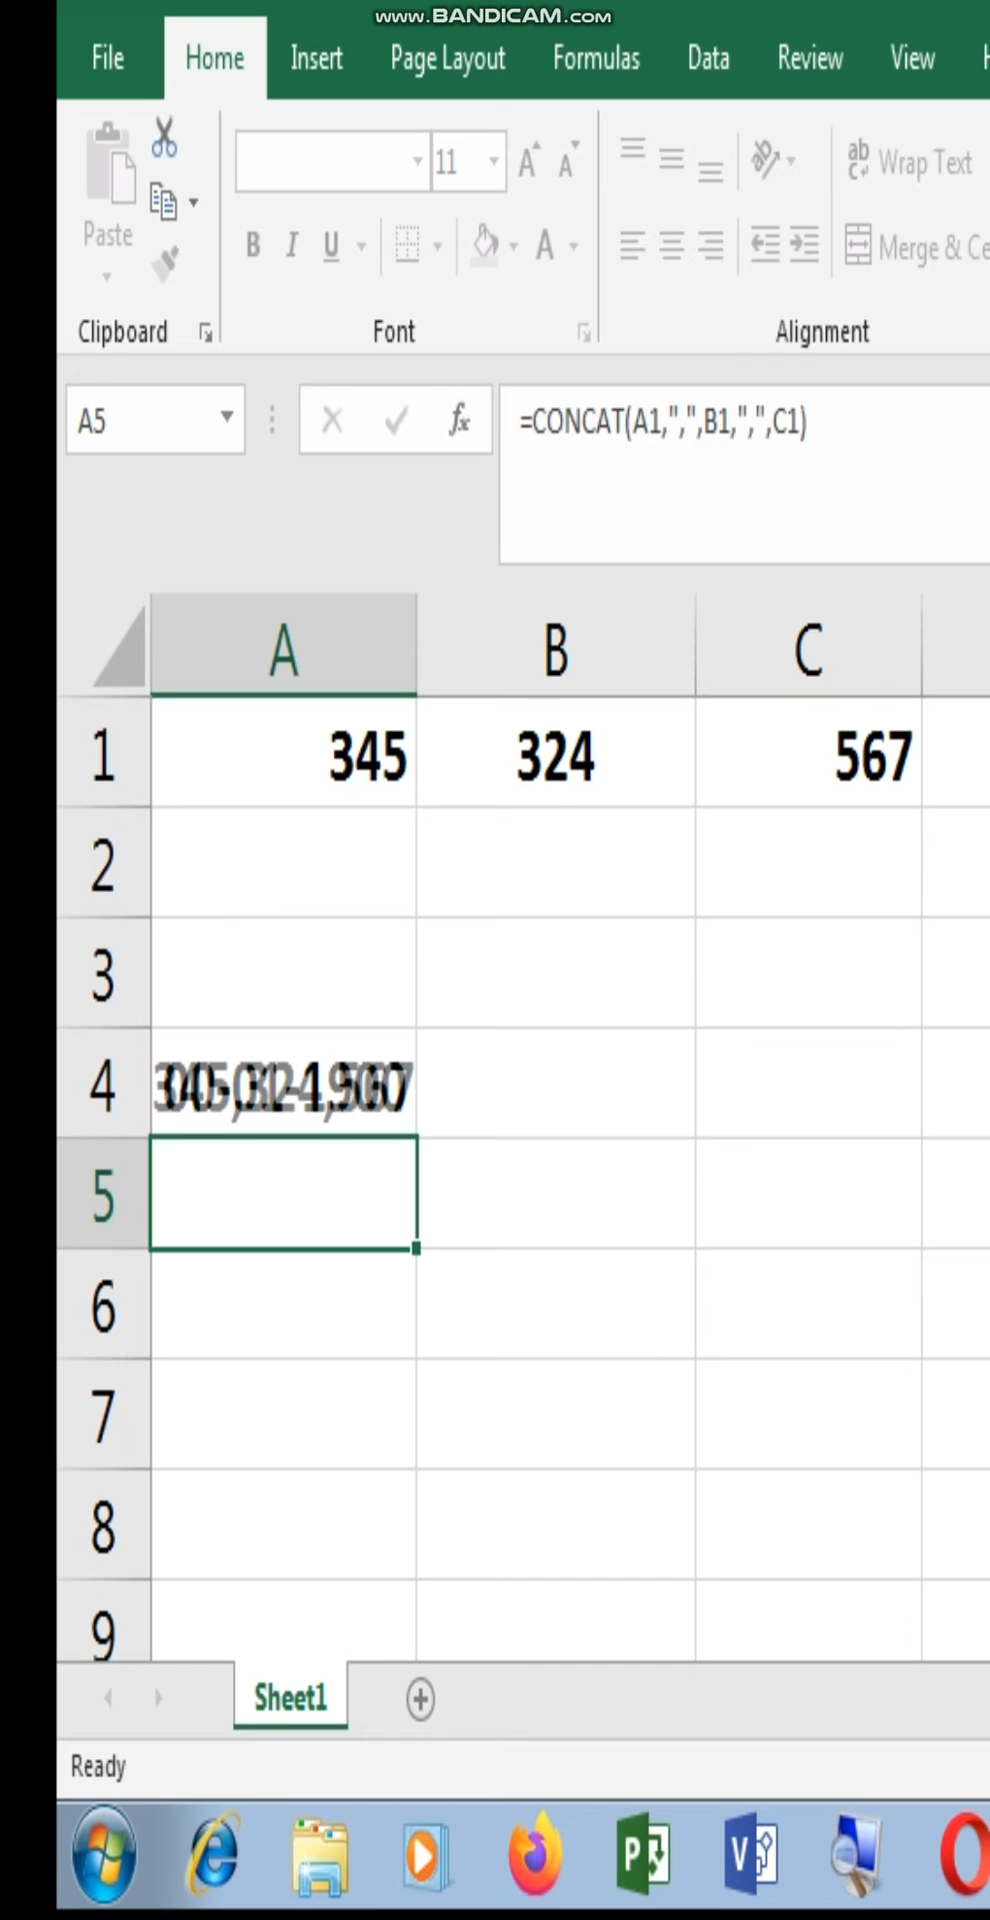 www.BANDICAM.com
File Home Insert Page Layout Formulas Data Review View
Paste
11 A A
ab Wrap Text
B I U A
Merge & Ce
Clipboard Font Alignment
A5 fx =CONCAT(A1,",",B1,",",C1)
A B C
1 345 324 567
2
3
4
5
6
7
8
9
Sheet1
Ready